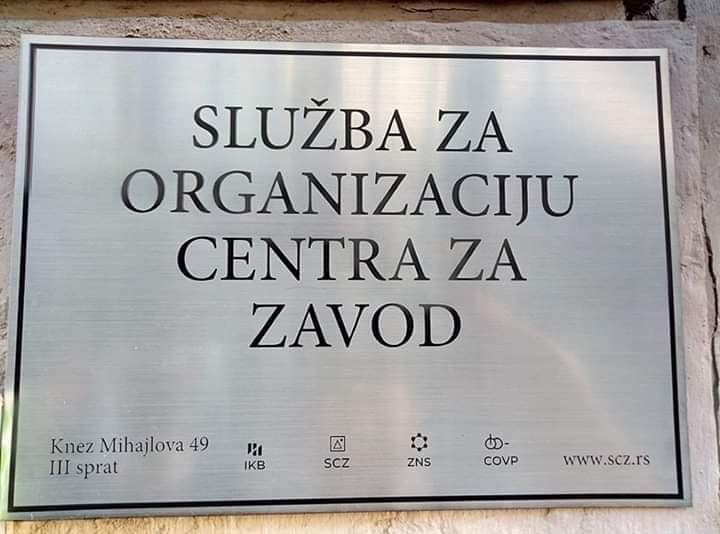 SLUŽBA ZA
ORGANIZACIJU
CENTRA ZA
ZAVOD
Knez Mihajlova 49
III sprat
IKB
SCZ
ZNS
COVP
www.scz.rs